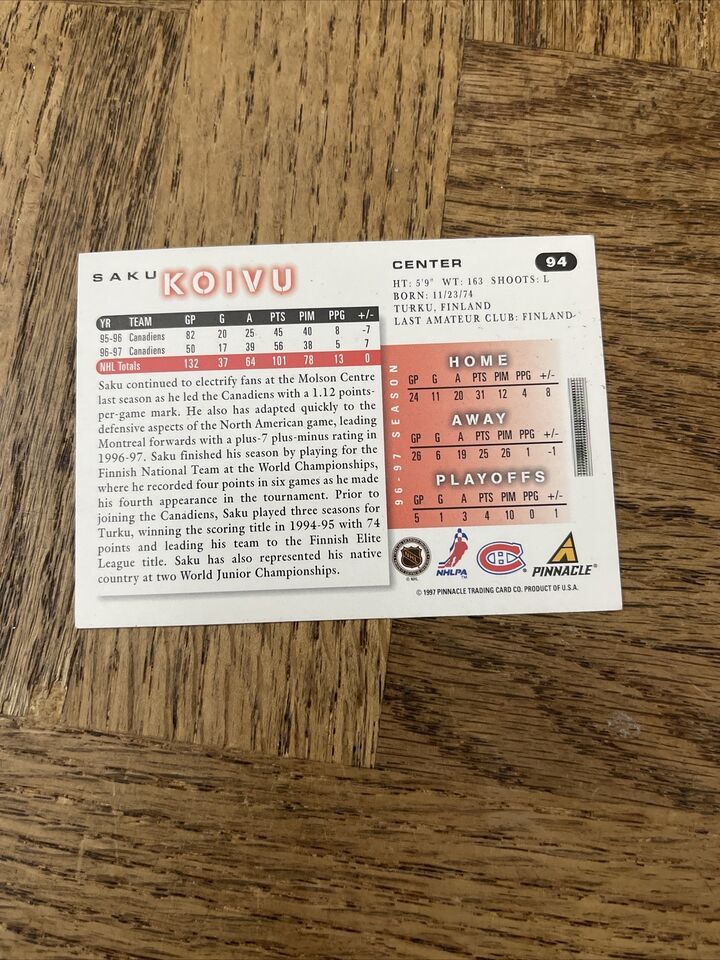 SAKU KOIVU
YR TEAM GP G A PTS PIM PPG +/-
95-96 Canadiens 82 20 25 45 40 8 -7
96-97 Canadiens 50 17 39 56 38 5 7
NHL Totals 132 37 64 101 78 13 0
Saku continued to electrify fans at the Molson Centre
last season as he led the Canadiens with a 1.12 points-
per-game mark. He also has adapted quickly to the
defensive aspects of the North American game, leading
Montreal forwards with a plus-7 plus-minus rating in
1996-97. Saku finished his season by playing for the
Finnish National Team at the World Championships,
where he recorded four points in six games as he made
his fourth appearance in the tournament. Prior to
joining the Canadiens, Saku played three seasons for
Turku, winning the scoring title in 1994-95 with 74
points and leading his team to the Finnish Elite
League title. Saku has also represented his native
country at two World Junior Championships.
CENTER 94
HT: 5'9" WT: 163 SHOOTS: L
BORN: 11/23/74
TURKU, FINLAND
LAST AMATEUR CLUB: FINLAND
96-97 SEASON
HOME
GP G A PTS PIM PPG +/-
24 11 20 31 12 4 8
AWAY
GP G A PTS PIM PPG +/-
26 6 19 25 26 1 -1
PLAYOFFS
GP G A PTS PIM PPG +/-
5 1 3 4 10 0 1
© NHL
NHLPA™
PINNACLE®
© 1997 PINNACLE TRADING CARD CO. PRODUCT OF U.S.A.